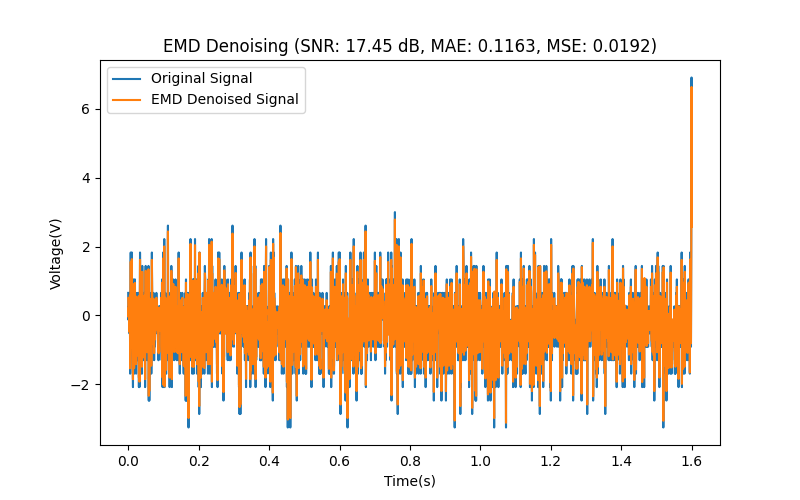 EMD Denoising (SNR: 17.45 dB, MAE: 0.1163, MSE: 0.0192)
Original Signal
EMD Denoised Signal
Voltage(V)
6
4
2
0
−2
0.0 0.2 0.4 0.6 0.8 1.0 1.2 1.4 1.6
Time(s)